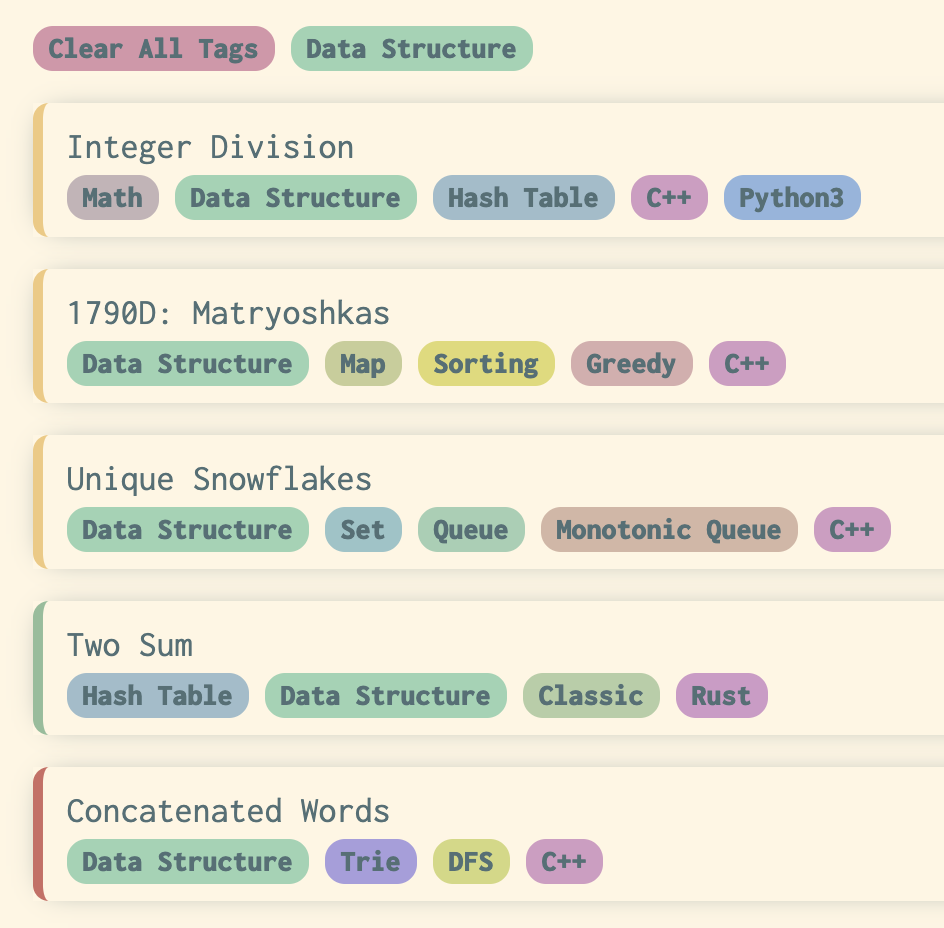 Clear All Tags Data Structure
Integer Division
Math Data Structure Hash Table C++ Python3
1790D: Matryoshkas
Data Structure Map Sorting Greedy C++
Unique Snowflakes
Data Structure Set Queue Monotonic Queue C++
Two Sum
Hash Table Data Structure Classic Rust
Concatenated Words
Data Structure Trie DFS C++